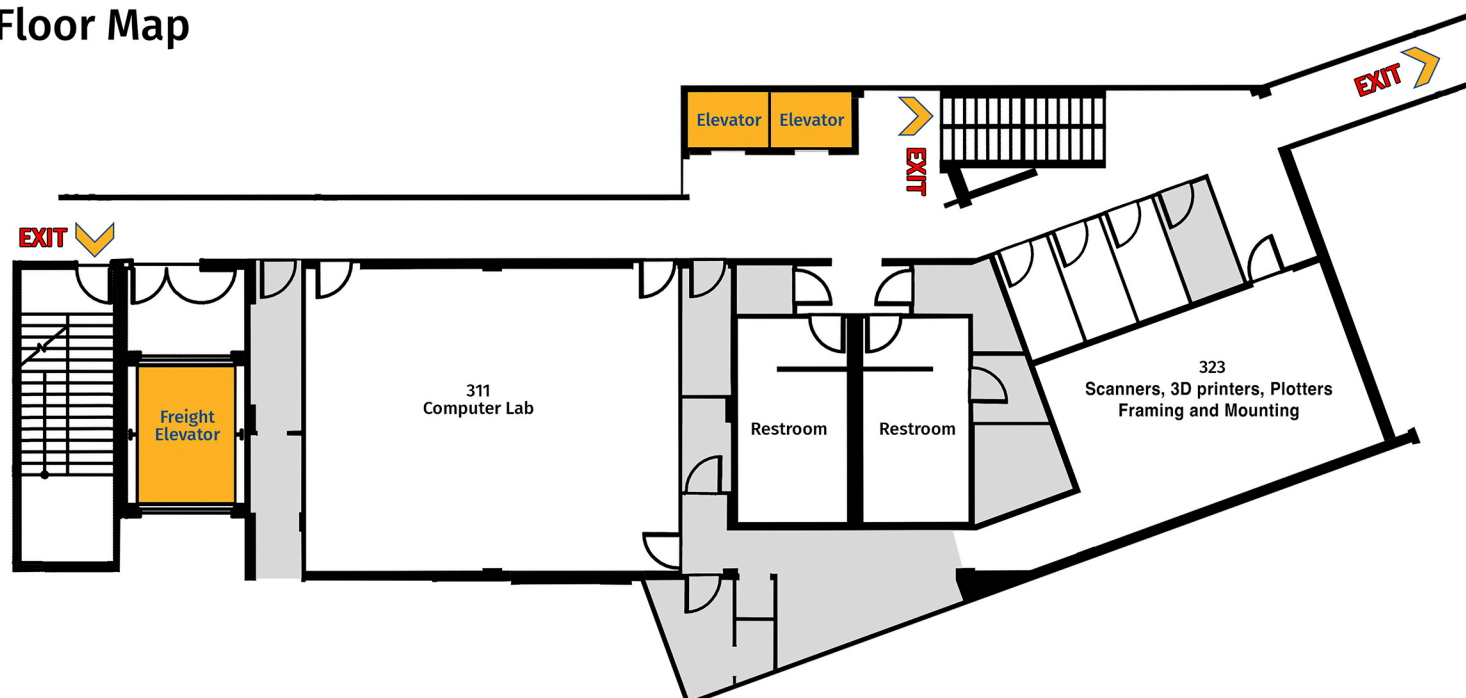 Floor Map
EXIT
Elevator
Elevator
EXIT
EXIT
Freight
Elevator
311
Computer Lab
Restroom
Restroom
323
Scanners, 3D printers, Plotters
Framing and Mounting